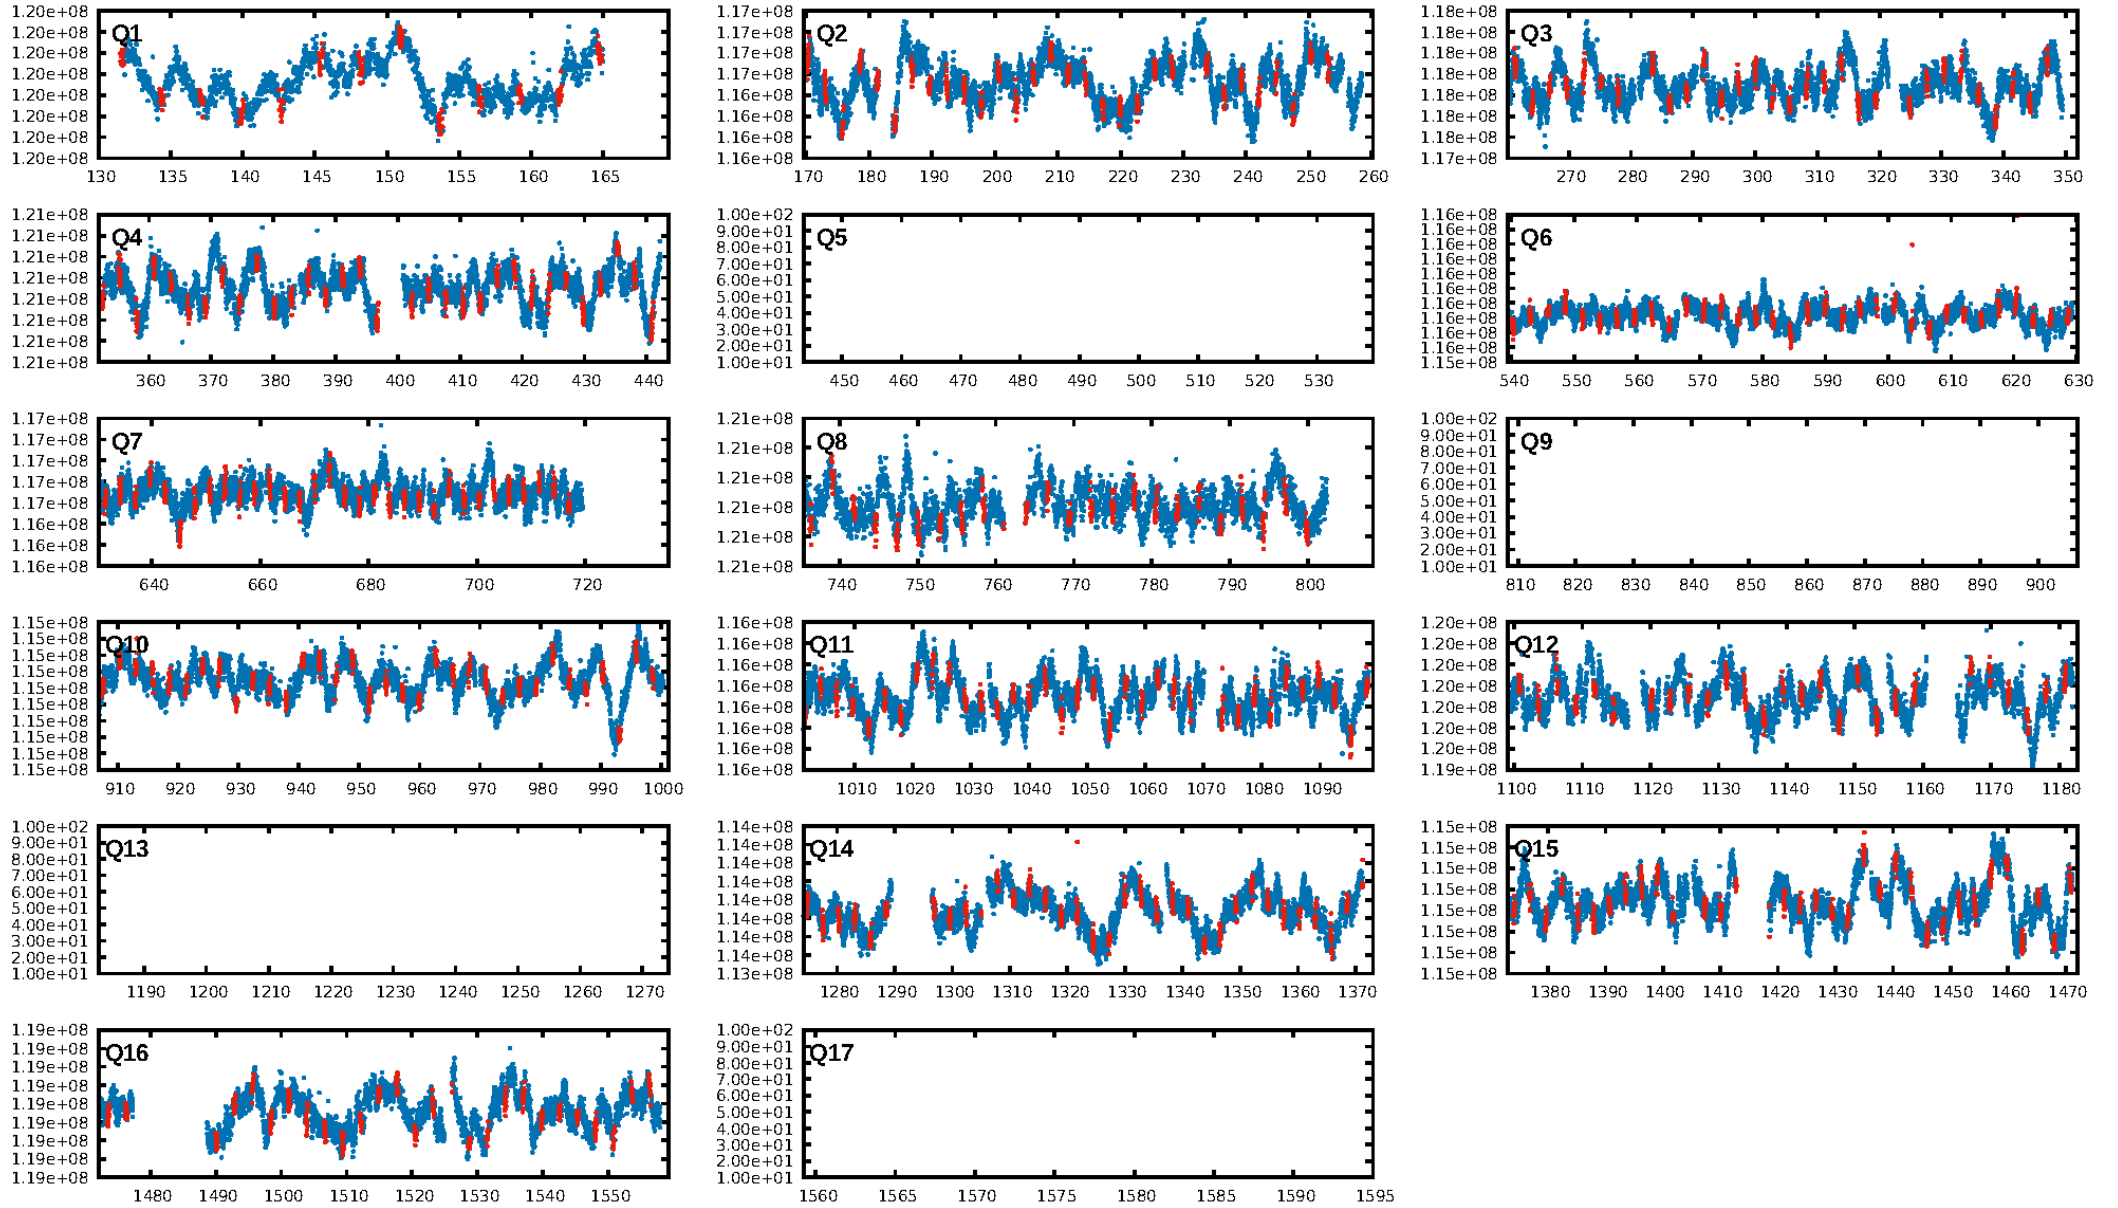 1.20e+08
1.20e+08
1.20e+08
1.20e+08
1.20e+08
1.20e+08
1.20e+08
1.20e+08
Q1
130 135 140 145 150 155 160 165
1.17e+08
1.17e+08
1.17e+08
1.17e+08
1.16e+08
1.16e+08
1.16e+08
1.16e+08
Q2
170 180 190 200 210 220 230 240 250 260
1.18e+08
1.18e+08
1.18e+08
1.18e+08
1.18e+08
1.18e+08
1.18e+08
1.17e+08
Q3
270 280 290 300 310 320 330 340 350
1.21e+08
1.21e+08
1.21e+08
1.21e+08
1.21e+08
1.21e+08
1.21e+08
1.21e+08
Q4
360 370 380 390 400 410 420 430 440
1.00e+02
9.00e+01
8.00e+01
7.00e+01
6.00e+01
5.00e+01
4.00e+01
3.00e+01
2.00e+01
1.00e+01
Q5
450 460 470 480 490 500 510 520 530
1.16e+08
1.16e+08
1.16e+08
1.16e+08
1.16e+08
1.16e+08
1.16e+08
1.16e+08
1.16e+08
1.16e+08
1.15e+08
Q6
540 550 560 570 580 590 600 610 620 630
1.17e+08
1.17e+08
1.17e+08
1.17e+08
1.17e+08
1.16e+08
1.16e+08
1.16e+08
Q7
640 660 680 700 720
1.21e+08
1.21e+08
1.21e+08
1.21e+08
1.21e+08
1.21e+08
Q8
740 750 760 770 780 790 800
1.00e+02
9.00e+01
8.00e+01
7.00e+01
6.00e+01
5.00e+01
4.00e+01
3.00e+01
2.00e+01
1.00e+01
Q9
810 820 830 840 850 860 870 880 890 900
1.15e+08
1.15e+08
1.15e+08
1.15e+08
1.15e+08
1.15e+08
1.15e+08
1.15e+08
1.15e+08
1.15e+08
Q10
910 920 930 940 950 960 970 980 990 1000
1.16e+08
1.16e+08
1.16e+08
1.16e+08
1.16e+08
1.16e+08
1.16e+08
1.16e+08
Q11
1010 1020 1030 1040 1050 1060 1070 1080 1090
1.20e+08
1.20e+08
1.20e+08
1.20e+08
1.20e+08
1.20e+08
1.20e+08
1.19e+08
Q12
1100 1110 1120 1130 1140 1150 1160 1170 1180
1.00e+02
9.00e+01
8.00e+01
7.00e+01
6.00e+01
5.00e+01
4.00e+01
3.00e+01
2.00e+01
1.00e+01
Q13
1190 1200 1210 1220 1230 1240 1250 1260 1270
1.14e+08
1.14e+08
1.14e+08
1.14e+08
1.14e+08
1.14e+08
1.14e+08
1.14e+08
1.13e+08
Q14
1280 1290 1300 1310 1320 1330 1340 1350 1360 1370
1.15e+08
1.15e+08
1.15e+08
1.15e+08
1.15e+08
1.15e+08
1.15e+08
1.15e+08
Q15
1380 1390 1400 1410 1420 1430 1440 1450 1460 1470
1.19e+08
1.19e+08
1.19e+08
1.19e+08
1.19e+08
1.19e+08
1.19e+08
1.19e+08
1.19e+08
Q16
1480 1490 1500 1510 1520 1530 1540 1550
1.00e+02
9.00e+01
8.00e+01
7.00e+01
6.00e+01
5.00e+01
4.00e+01
3.00e+01
2.00e+01
1.00e+01
Q17
1560 1565 1570 1575 1580 1585 1590 1595